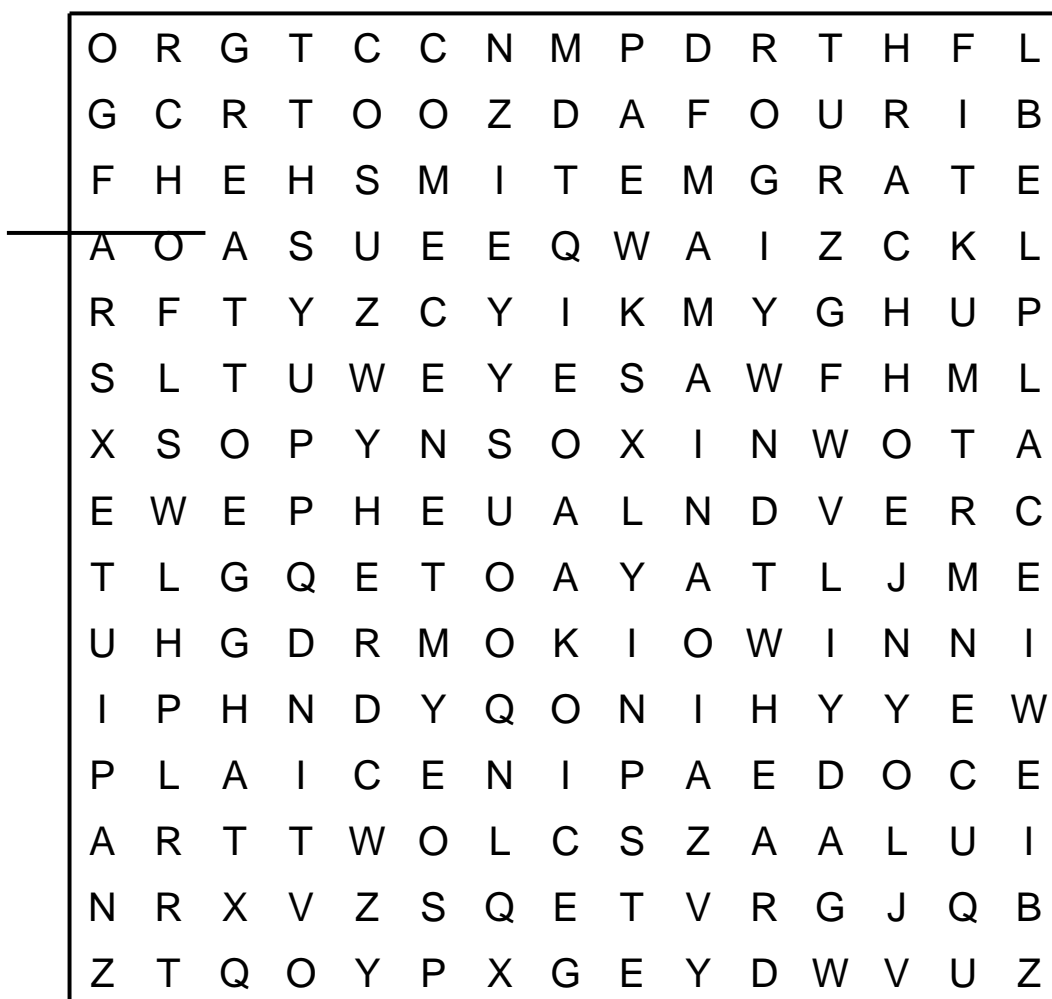 O R G T C C N M P D R T H F L
G C R T O O Z D A F O U R I B
F H E H S M I T E M G R A T E
A O A S U E E Q W A I Z C K L
R F T Y Z C Y I K M Y G H U P
S L T U W E Y E S A W F H M L
X S O P Y N S O X I N W O T A
E W E P H E U A L N D V E R C
T L G Q E T O A Y A T L J M E
U H G D R M O K I O W I N N I
I P H N D Y Q O N I H Y Y E W
P L A I C E N I P A E D O C E
A R T T W O L C S Z A A L U I
N R X V Z S Q E T V R G J Q B
Z T Q O Y P X G E Y D W V U Z